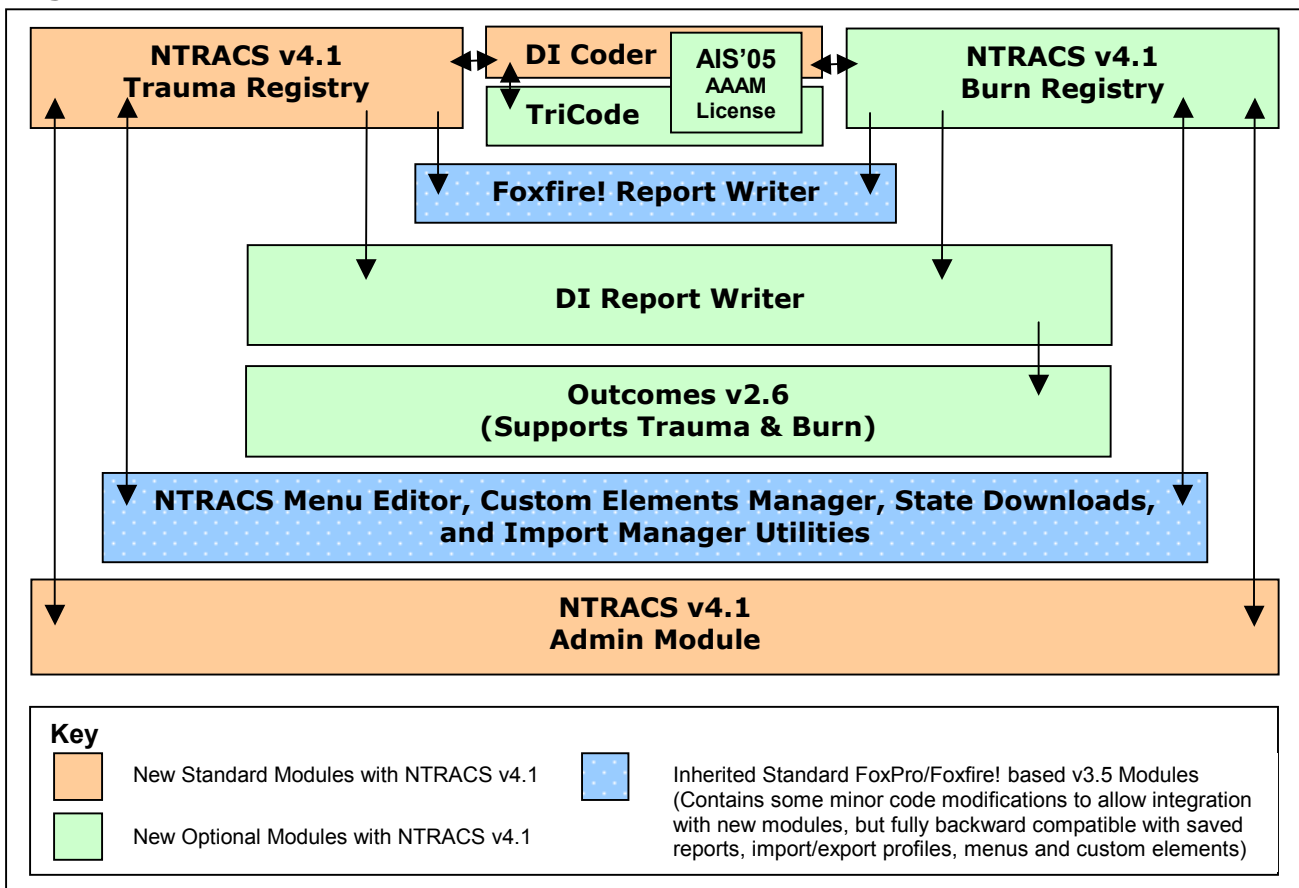 NTRACS v4.1
Trauma Registry
DI Coder
AIS'05
AAAM
License
TriCode
NTRACS v4.1
Burn Registry
Foxfire! Report Writer
DI Report Writer
Outcomes v2.6
(Supports Trauma & Burn)
NTRACS Menu Editor, Custom Elements Manager, State Downloads,
and Import Manager Utilities
NTRACS v4.1
Admin Module
Key
New Standard Modules with NTRACS v4.1
New Optional Modules with NTRACS v4.1
Inherited Standard FoxPro/Foxfire! based v3.5 Modules
(Contains some minor code modifications to allow integration
with new modules, but fully backward compatible with saved
reports, import/export profiles, menus and custom elements)